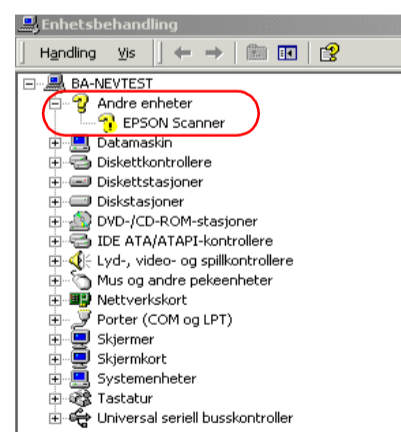 Enhetsbehandling
Handling Vis
BA-NEVTEST
Andre enheter
EPSON Scanner
Datamaskin
Diskettkontrollere
Diskettstasjoner
Diskstasjoner
DVD-/CD-ROM-stasjoner
IDE ATA/ATAPI-kontrollere
Lyd-, video- og spillkontrollere
Mus og andre pekeenheter
Nettverkskort
Porter (COM og LPT)
Skjermer
Skjermkort
Systemenheter
Tastatur
Universal seriell busskontroller